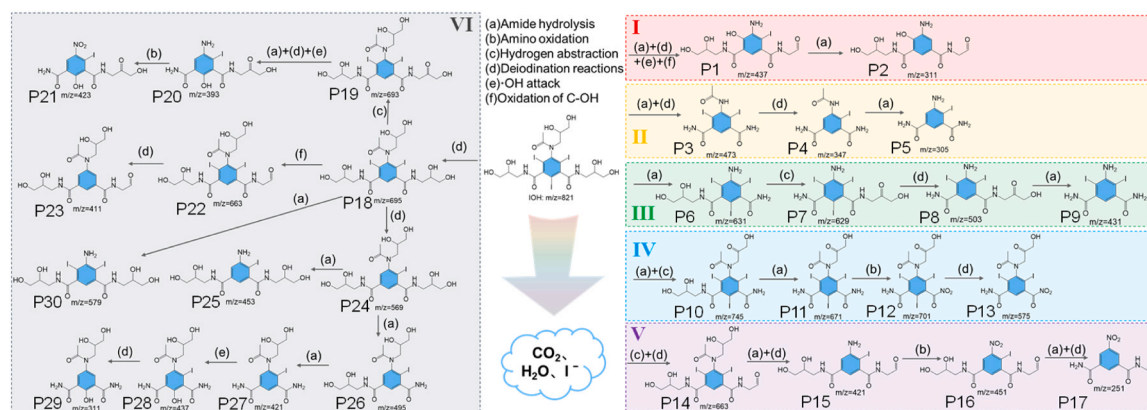 VI
(a)Amide hydrolysis
(b)Amino oxidation
(c)Hydrogen abstraction
(d)Deiodination reactions
(e)·OH attack
(f)Oxidation of C-OH
P21
m/z=423
(b)
P20
m/z=393
(a)+(d)+(e)
P19
m/z=693
(c)
P23
m/z=411
(d)
P22
m/z=663
(f)
P18
m/z=695
(d)
(a)
(d)
P30
m/z=579
P25
m/z=453
(a)
P24
m/z=569
(a)
P29
m/z=311
(d)
P28
m/z=437
(e)
P27
m/z=421
(a)
P26
m/z=495
IOH: m/z=821
CO₂、
H₂O、I⁻
I
(a)+(d)
+(e)+(f)
P1
m/z=437
(a)
P2
m/z=311
II
(a)+(d)
P3
m/z=473
(d)
P4
m/z=347
(a)
P5
m/z=305
III
(a)
P6
m/z=631
(c)
P7
m/z=629
(d)
P8
m/z=503
(a)
P9
m/z=431
IV
(a)+(c)
P10
m/z=745
(a)
P11
m/z=671
(b)
P12
m/z=701
(d)
P13
m/z=575
V
(c)+(d)
P14
m/z=663
(a)+(d)
P15
m/z=421
(b)
P16
m/z=451
(a)+(d)
P17
m/z=251